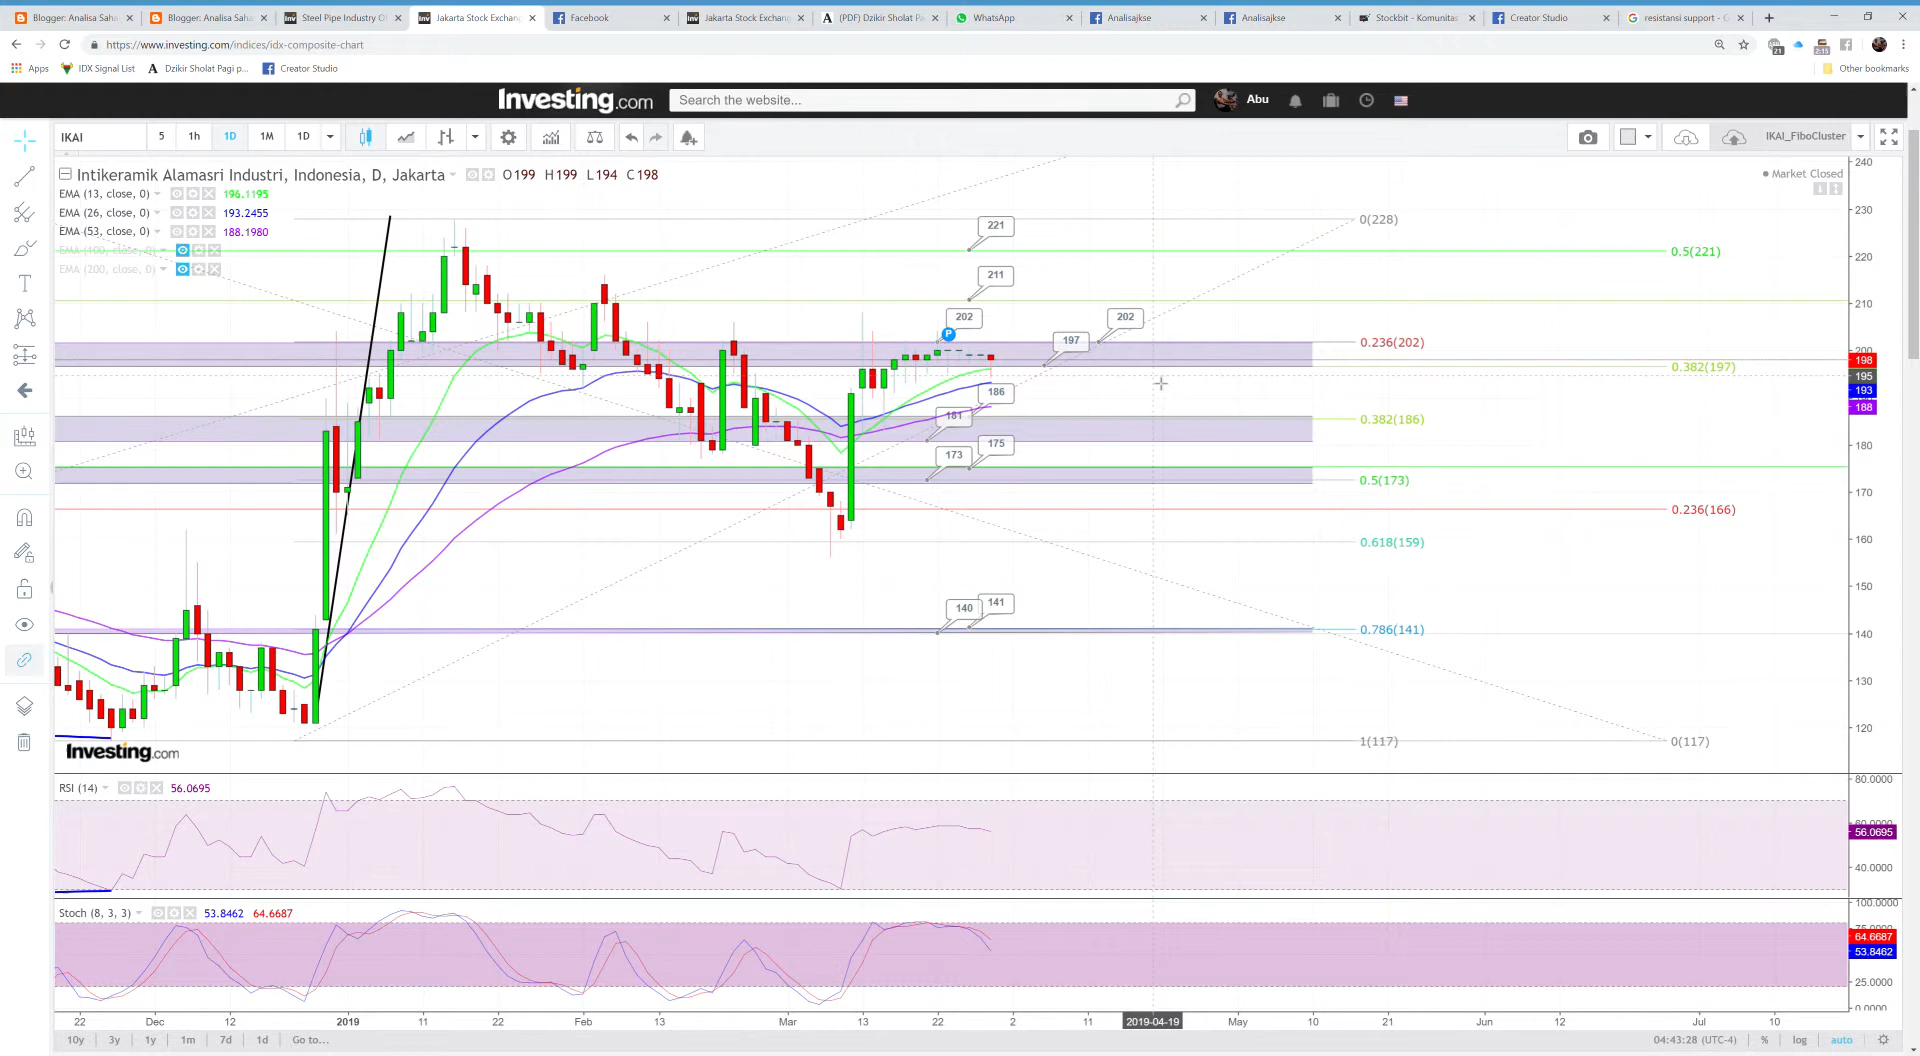 Blogger: Analisa Saha
Blogger: Analisa Saha
Steel Pipe Industry Of
Jakarta Stock Exchan
Facebook
Jakarta Stock Exchan
(PDF) Dzikir Sholat Pa
WhatsApp
Analisajkse
Analisajkse
Stockbit - Komunitas
Creator Studio
resistansi support - G
https://www.investing.com/indices/idx-composite-chart
Apps
IDX Signal List
Dzikir Sholat Pagi p...
Creator Studio
Other bookmarks
Investing.com
Search the website...
Abu
IKAI
5 1h 1D 1M 1D
IKAI_FiboCluster
Intikeramik Alamasri Industri, Indonesia, D, Jakarta O199 H199 L194 C198
Market Closed
EMA (13, close, 0) 196.1195
EMA (26, close, 0) 193.2455
EMA (53, close, 0) 188.1980
EMA (100, close, 0)
EMA (200, close, 0)
221
211
202
P
197
202
186
181
175
173
141
140
0(228)
0.5(221)
0.236(202)
0.382(197)
0.382(186)
0.5(173)
0.236(166)
0.618(159)
0.786(141)
1(117)
0(117)
240
230
220
210
200
198
195
193
188
180
170
160
150
140
130
120
Investing.com
RSI (14) 56.0695
80.0000
60.0000
56.0695
40.0000
Stoch (8, 3, 3) 53.8462 64.6687
100.0000
75.0000
64.6687
53.8462
25.0000
0.0000
22 Dec 12 2019 11 22 Feb 13 Mar 13 22 2 11 2019-04-19 May 10 21 Jun 12 Jul 10
10y 3y 1y 1m 7d 1d Go to...
04:43:28 (UTC-4) % log auto